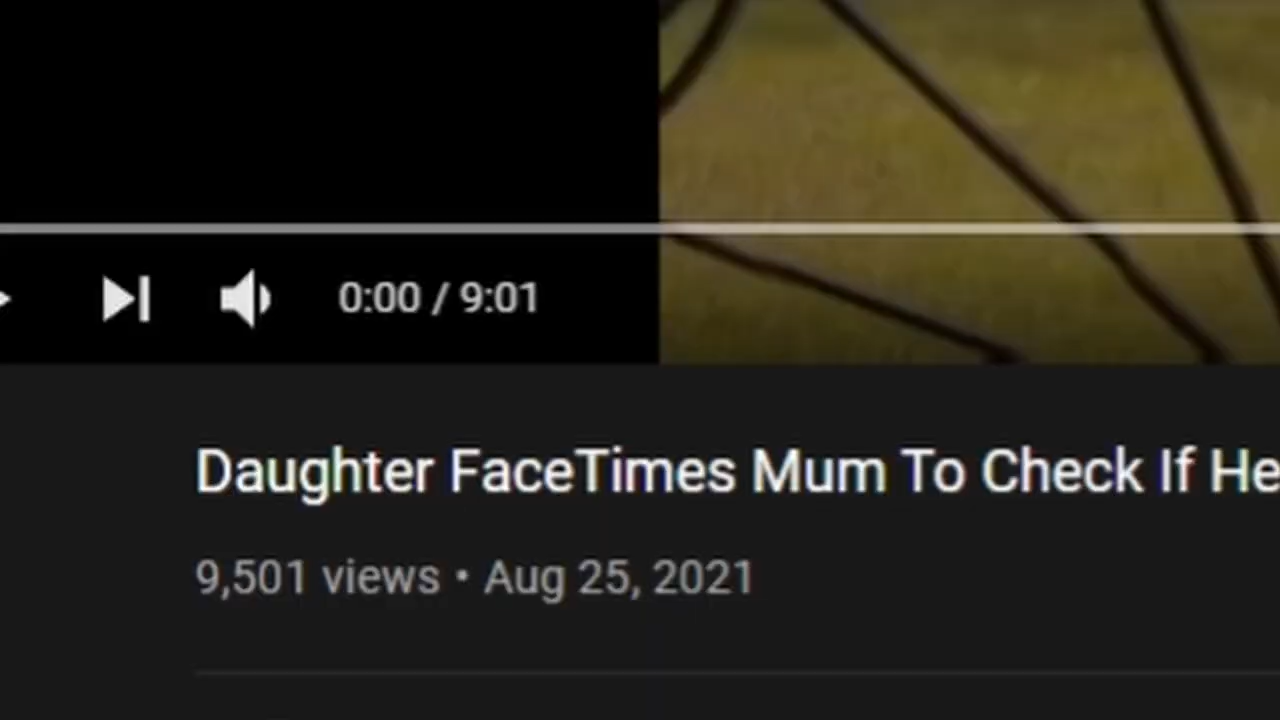 0:00 / 9:01
Daughter FaceTimes Mum To Check If He
9,501 views • Aug 25, 2021